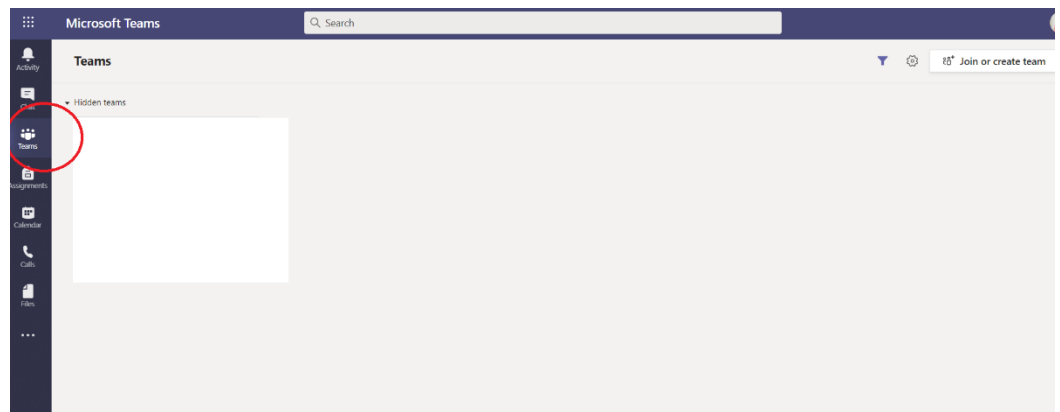 Microsoft Teams
Search
Activity
Teams
Join or create team
Chat
Hidden teams
Teams
Assignments
Calendar
Calls
Files